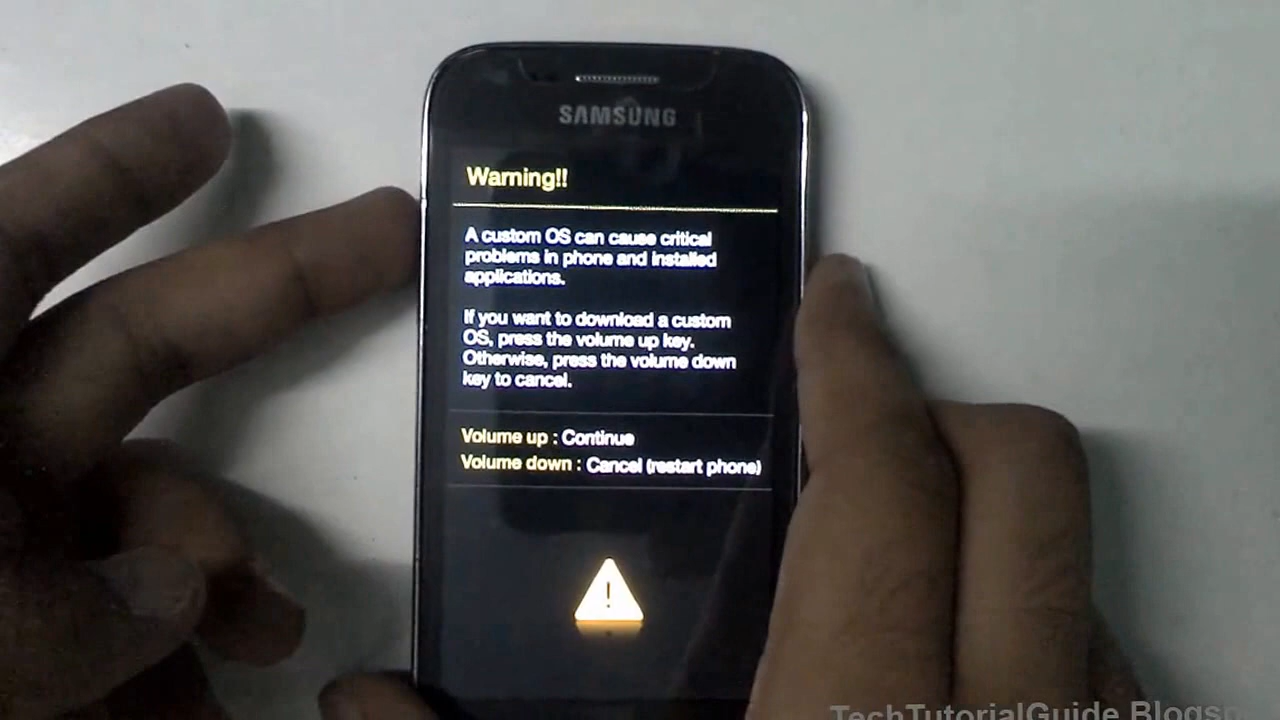 SAMSUNG
Warning!!
A custom OS can cause critical
problems in phone and installed
applications.
If you want to download a custom
OS, press the volume up key.
Otherwise, press the volume down
key to cancel.
Volume up : Continue
Volume down : Cancel (restart phone)
!
TechTutorialGuide.Blogsp